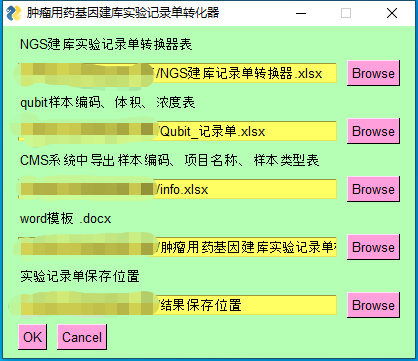 肿瘤用药基因建库实验记录单转化器
NGS建库实验记录单转换器表
/NGS建库记录单转换器.xlsx Browse
qubit样本编码、体积、浓度表
/Qubit_记录单.xlsx Browse
CMS系统中导出样本编码、项目名称、样本类型表
/info.xlsx Browse
word模板 .docx
/肿瘤用药基因建库实验记录单 Browse
实验记录单保存位置
/结果保存位置 Browse
OK Cancel